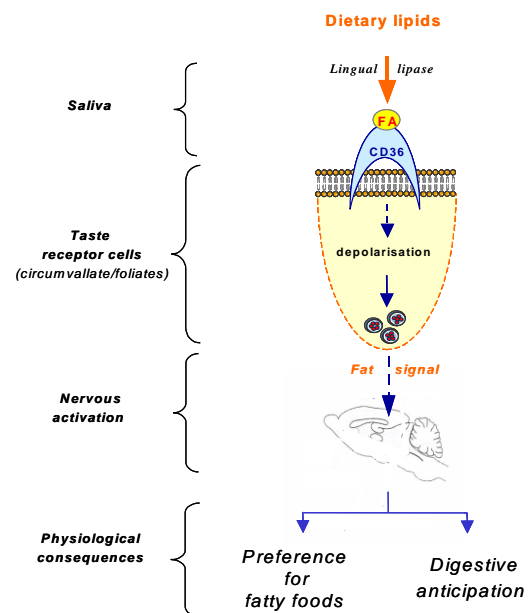 Dietary lipids
Lingual lipase
Saliva
FA
CD36
Taste
receptor cells
(circumvallate/foliates)
depolarisation
Fat signal
Nervous
activation
Physiological
consequences
Preference
for
fatty foods
Digestive
anticipation